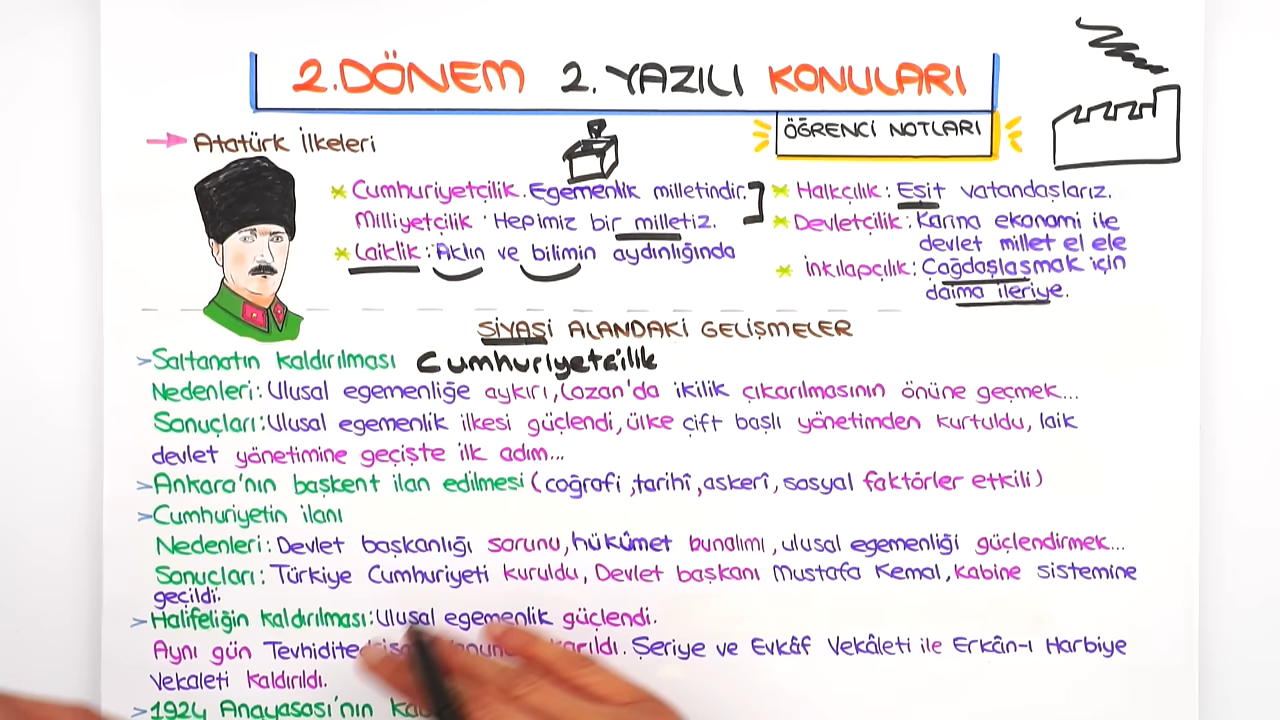 2.DÖNEM 2. YAZILI KONULARI
ÖĞRENCİ NOTLARI
Atatürk İlkeleri
Cumhuriyetçilik. Egemenlik milletindir.
Milliyetçilik: Hepimiz bir milletiz.
Laiklik: Aklın ve bilimin aydınlığında
Halkçılık: Eşit vatandaşlarız.
Devletçilik: Karma ekonomi ile
devlet millet el ele
İnkılapçılık: Çağdaşlaşmak için
daima ileriye.
SİYASİ ALANDAKİ GELİŞMELER
>Saltanatın kaldırılması Cumhuriyetcilik
Nedenleri: Ulusal egemenliğe aykırı, Lozan'da ikilik çıkarılmasının önüne geçmek...
Sonuçları: Ulusal egemenlik ilkesi güçlendi, ülke çift başlı yönetimden kurtuldu, laik
devlet yönetimine geçişte ilk adım...
>Ankara'nın başkent ilan edilmesi (coğrafi, tarihî, askerî, sosyal faktörler etkili)
>Cumhuriyetin ilanı
Nedenleri: Devlet başkanlığı sorunu, hükûmet bunalımı, ulusal egemenliği güçlendirmek...
Sonuçları: Türkiye Cumhuriyeti kuruldu, Devlet başkanı Mustafa Kemal, kabine sistemine
geçildi.
>Halifeliğin kaldırılması: Ulusal egemenlik güçlendi.
Aynı gün Şeriye ve Evkâf Vekâleti ile Erkân-ı Harbiye
Vekaleti kaldırıldı.
>1924 Anayasası'nın